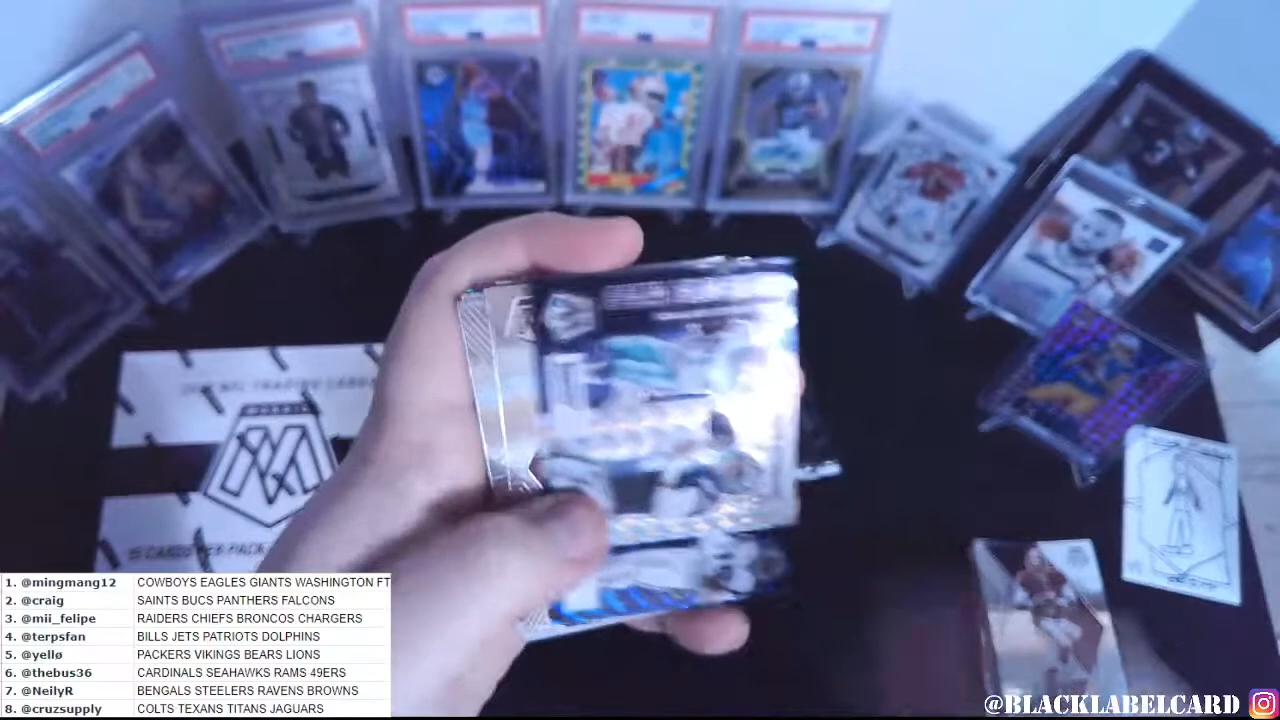 MOSAIC
1. @mingmang12 COWBOYS EAGLES GIANTS WASHINGTON FT
2. @craig SAINTS BUCS PANTHERS FALCONS
3. @mii_felipe RAIDERS CHIEFS BRONCOS CHARGERS
4. @terpsfan BILLS JETS PATRIOTS DOLPHINS
5. @yellø PACKERS VIKINGS BEARS LIONS
6. @thebus36 CARDINALS SEAHAWKS RAMS 49ERS
7. @NeilyR BENGALS STEELERS RAVENS BROWNS
8. @cruzsupply COLTS TEXANS TITANS JAGUARS
@BLACKLABELCARD